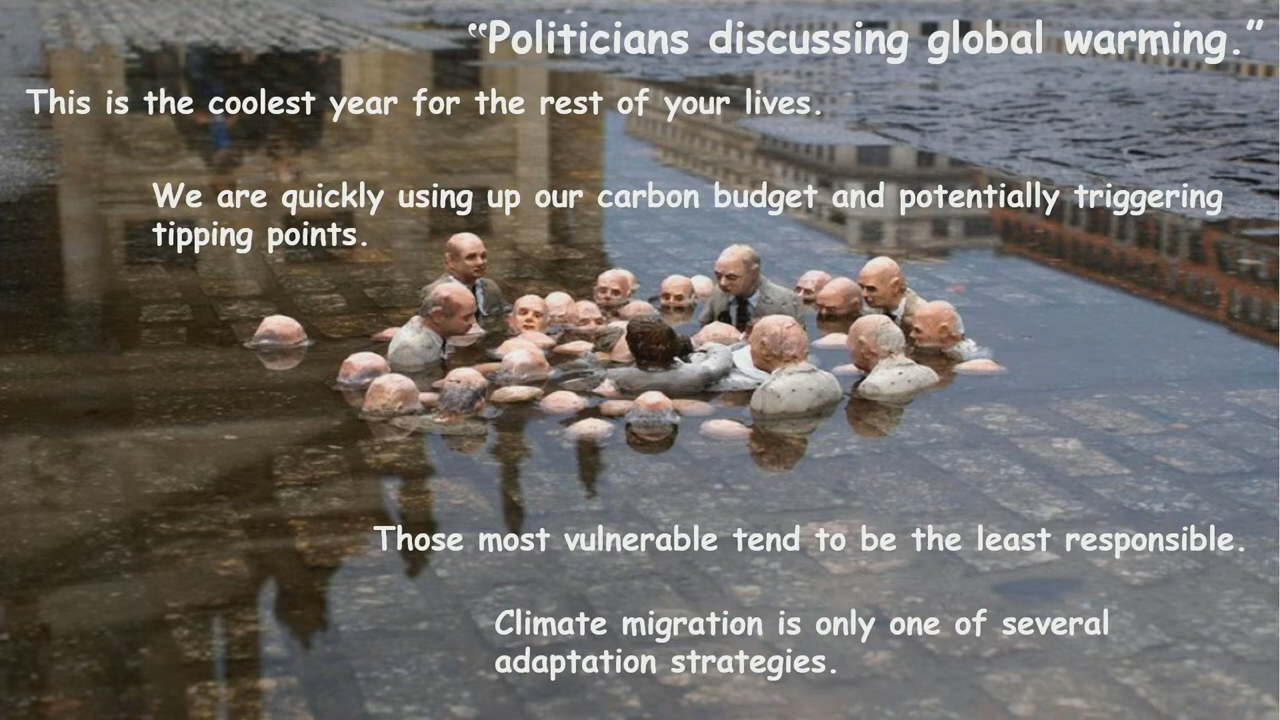 “Politicians discussing global warming.”
This is the coolest year for the rest of your lives.
We are quickly using up our carbon budget and potentially triggering
tipping points.
Those most vulnerable tend to be the least responsible.
Climate migration is only one of several
adaptation strategies.